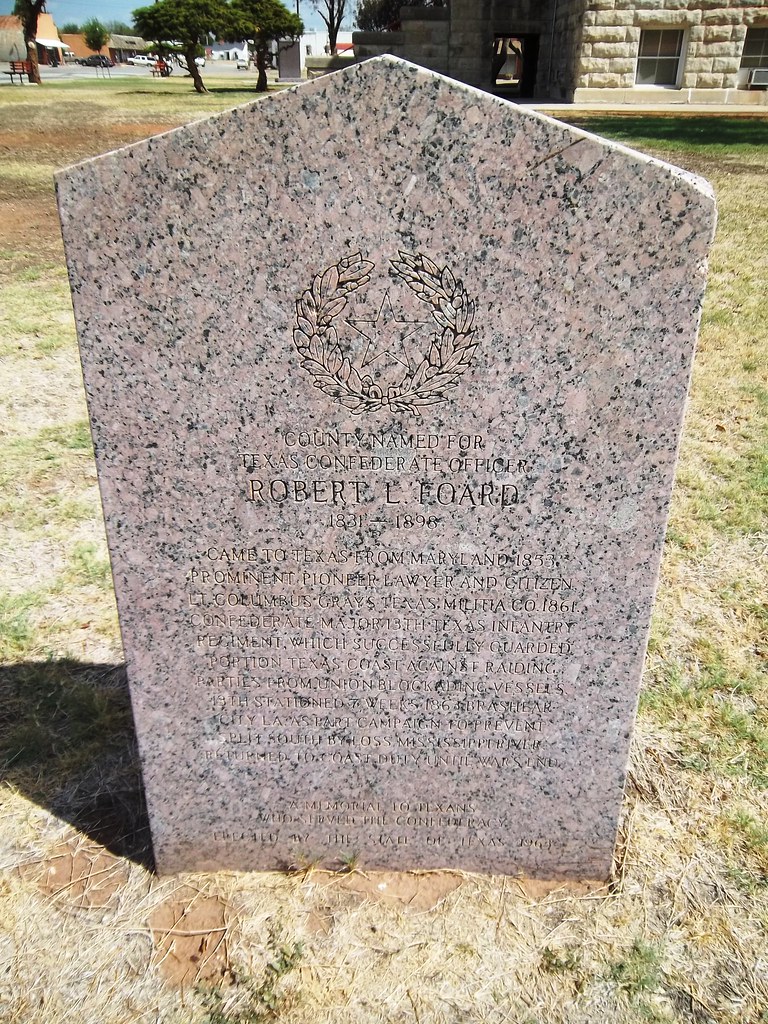 COUNTY NAMED FOR
TEXAS CONFEDERATE OFFICER
ROBERT L. FOARD
1831 — 1898
CAME TO TEXAS FROM MARYLAND 1853.
PROMINENT PIONEER LAWYER AND CITIZEN.
LT. COLUMBUS GRAYS TEXAS MILITIA CO. 1861.
CONFEDERATE MAJOR 13TH TEXAS INFANTRY
REGIMENT, WHICH SUCCESSFULLY GUARDED
PORTION TEXAS COAST AGAINST RAIDING
PARTIES FROM UNION BLOCKADING VESSELS.
13TH STATIONED 7 WEEKS 1863 BRASHEAR
CITY LA. AS PART CAMPAIGN TO PREVENT
SPLIT SOUTH BY LOSS MISSISSIPPI RIVER.
RETURNED TO COAST DUTY UNTIL WAR'S END.
A MEMORIAL TO TEXANS
WHO SERVED THE CONFEDERACY
ERECTED BY THE STATE OF TEXAS 1964